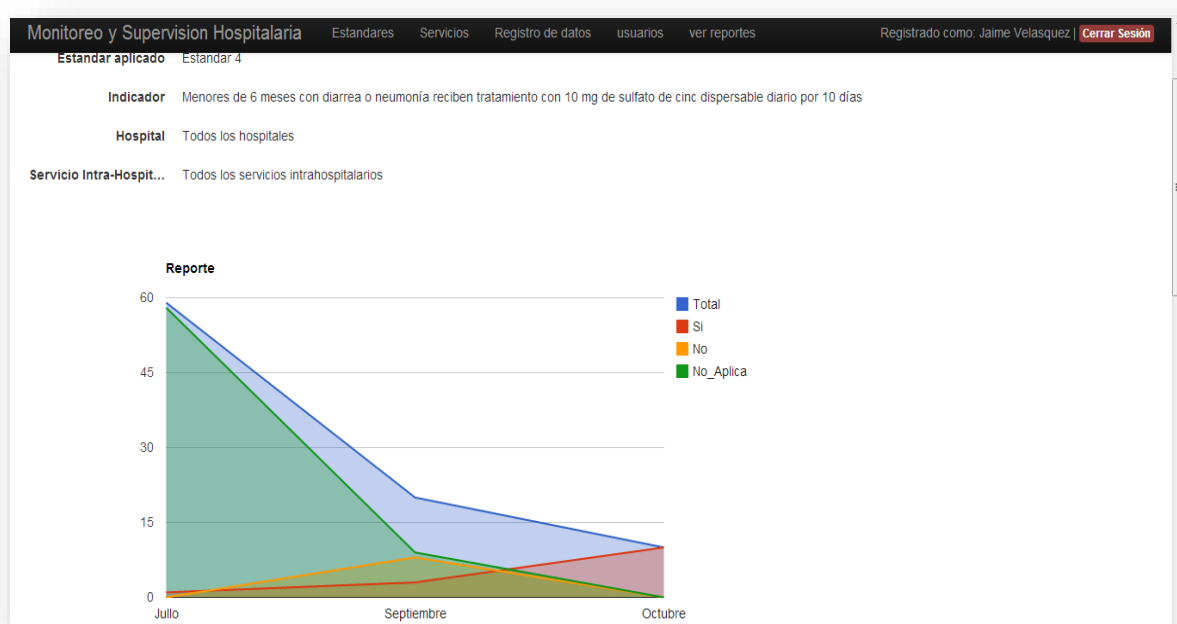 Monitoreo y Supervision Hospitalaria Estandares Servicios Registro de datos usuarios ver reportes Registrado como: Jaime Velasquez | Cerrar Sesión
Estandar aplicado Estandar 4
Indicador Menores de 6 meses con diarrea o neumonía reciben tratamiento con 10 mg de sulfato de cinc dispersable diario por 10 días
Hospital Todos los hospitales
Servicio Intra-Hospit... Todos los servicios intrahospitalarios
Reporte
60
45
30
15
0
Julio Septiembre Octubre
Total
Si
No
No_Aplica